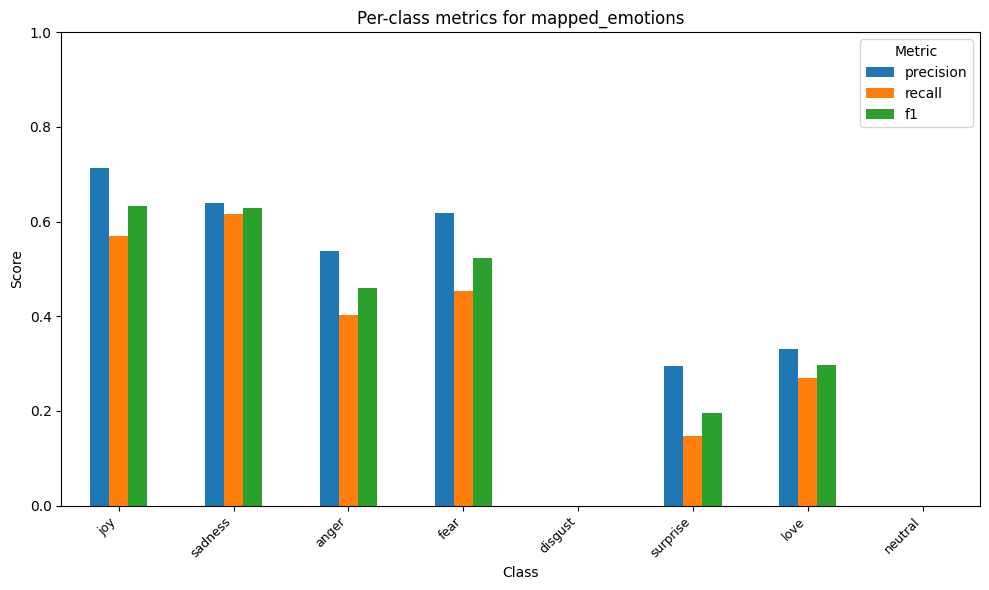 Per-class metrics for mapped_emotions
1.0
0.8
0.6
0.4
0.2
0.0
Score
Metric
precision
recall
f1
joy
sadness
anger
fear
disgust
surprise
love
neutral
Class